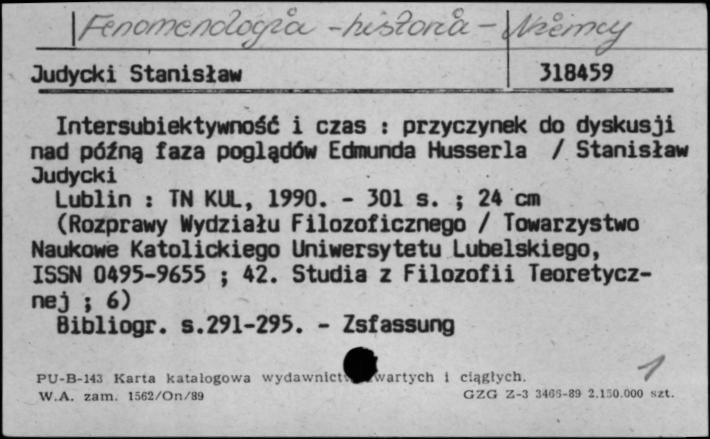 Fenomenologia - historia - Niemcy
Judycki Stanisław 318459
Intersubiektywność i czas : przyczynek do dyskusji
nad późną faza poglądów Edmunda Husserla / Stanisław
Judycki
Lublin : TN KUL, 1990. - 301 s. ; 24 cm
(Rozprawy Wydziału Filozoficznego / Towarzystwo
Naukowe Katolickiego Uniwersytetu Lubelskiego,
ISSN 0495-9655 ; 42. Studia z Filozofii Teoretycz-
nej ; 6)
Bibliogr. s.291-295. - Zsfassung
1
PU-B-143 Karta katalogowa wydawnictw zwartych i ciągłych.
W.A. zam. 1562/On/89 GZG Z-3 3466-89 2.150.000 szt.